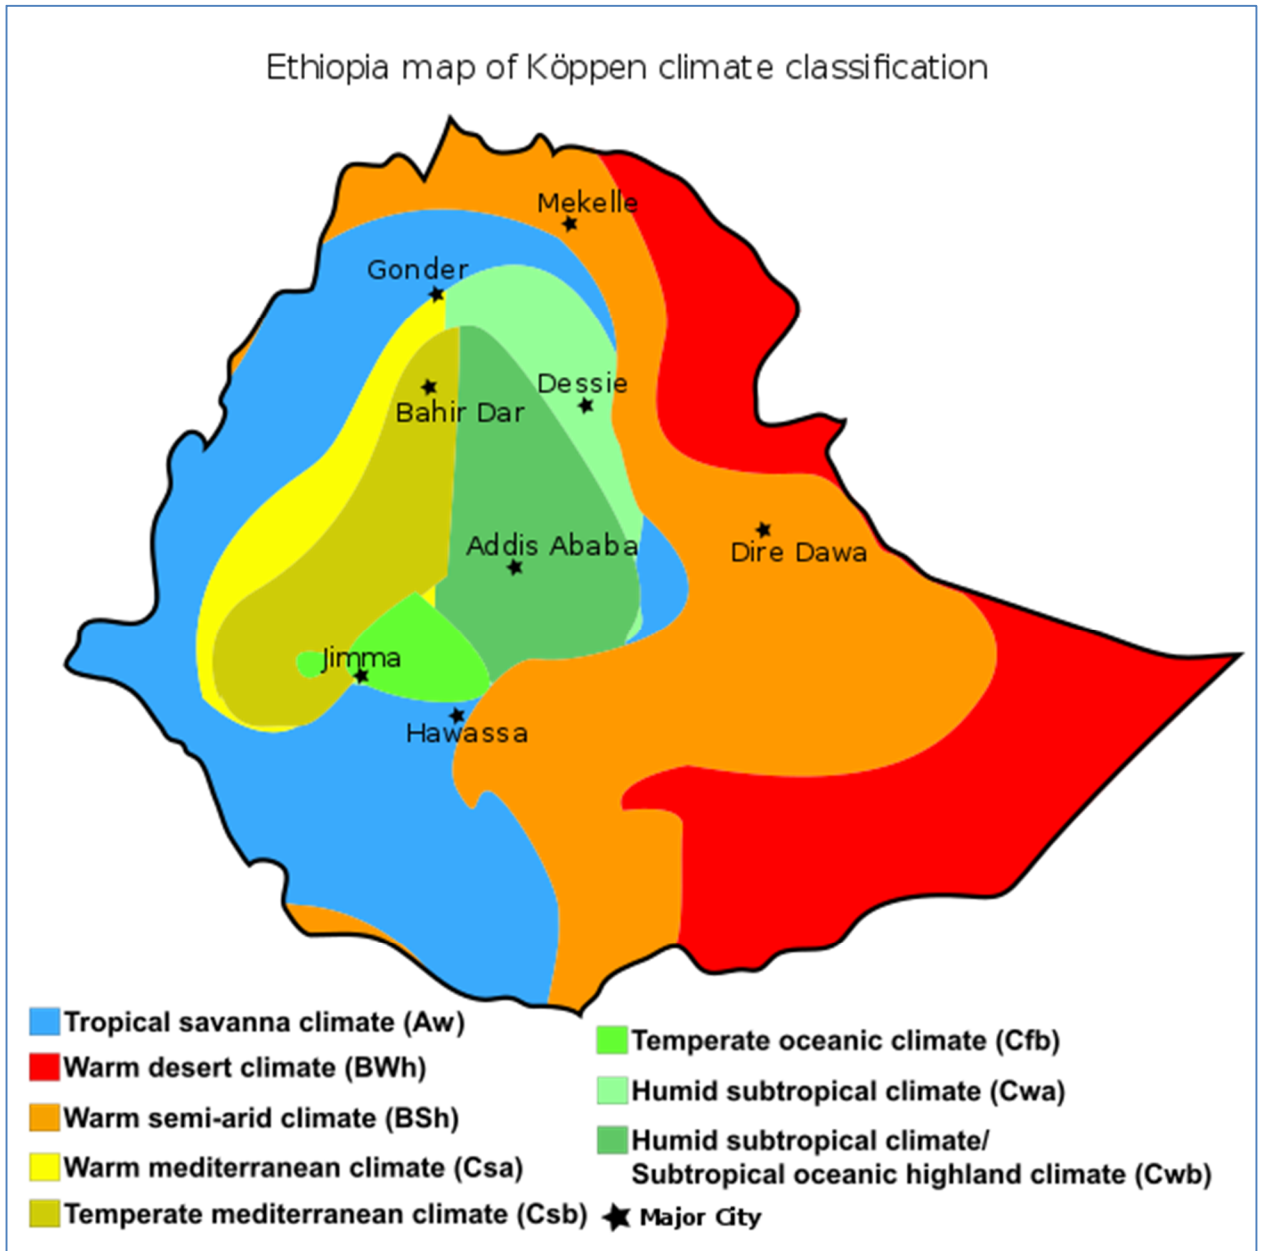 Ethiopia map of Köppen climate classification
Mekelle
Gonder
Dessie
Bahir Dar
Addis Ababa
Dire Dawa
Jimma
Hawassa
Tropical savanna climate (Aw)
Warm desert climate (BWh)
Warm semi-arid climate (BSh)
Warm mediterranean climate (Csa)
Temperate mediterranean climate (Csb)
Temperate oceanic climate (Cfb)
Humid subtropical climate (Cwa)
Humid subtropical climate/
Subtropical oceanic highland climate (Cwb)
Major City